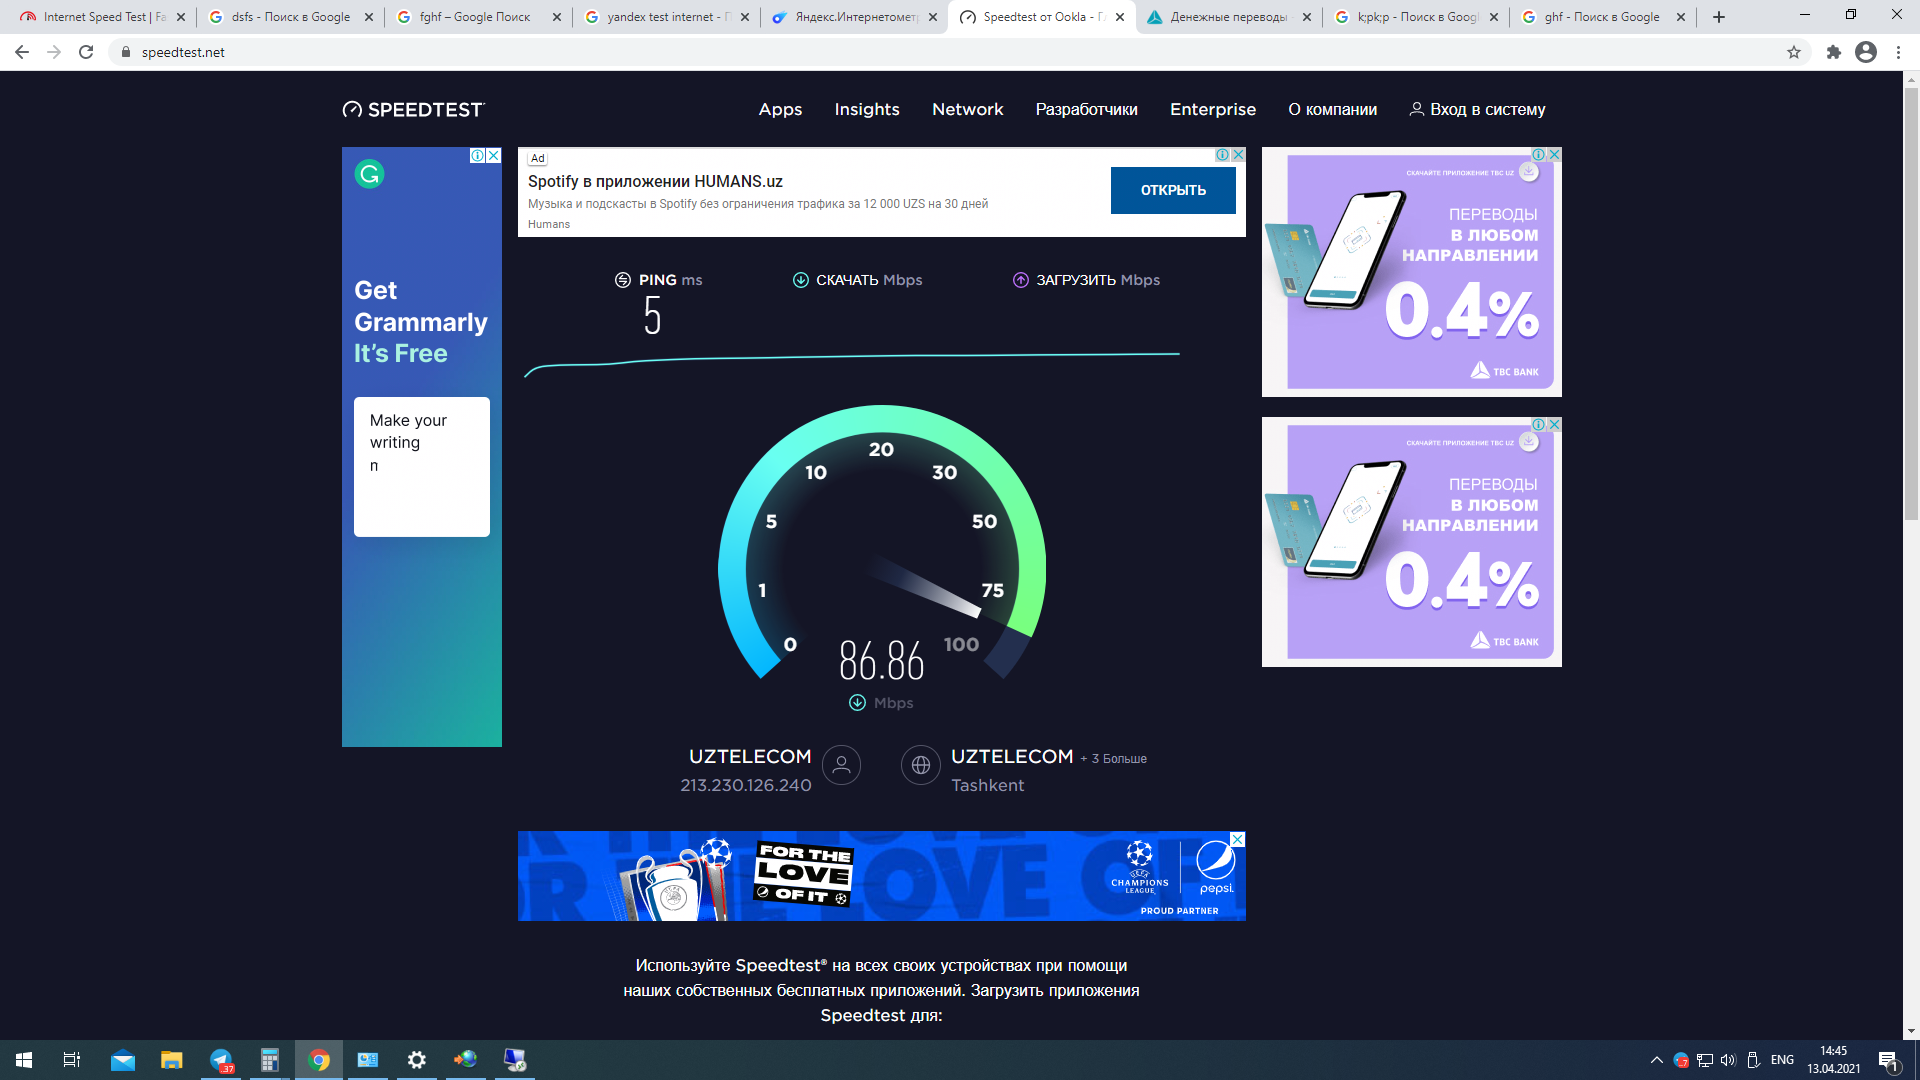 Internet Speed Test | Fa
dsfs - Поиск в Google
fghf – Google Поиск
yandex test internet - П
Яндекс.Интернетомет
Speedtest от Ookla - Г
Денежные переводы
k;pk;p - Поиск в Googl
ghf - Поиск в Google
speedtest.net
SPEEDTEST
Apps
Insights
Network
Разработчики
Enterprise
О компании
Вход в систему
Get
Grammarly
It's Free
Make your
writing
n
Ad
Spotify в приложении HUMANS.uz
Музыка и подскасты в Spotify без ограничения трафика за 12 000 UZS на 30 дней
Humans
ОТКРЫТЬ
СКАЧАЙТЕ ПРИЛОЖЕНИЕ TBC UZ
ПЕРЕВОДЫ
В ЛЮБОМ
НАПРАВЛЕНИИ
0.4%
TBC BANK
СКАЧАЙТЕ ПРИЛОЖЕНИЕ TBC UZ
ПЕРЕВОДЫ
В ЛЮБОМ
НАПРАВЛЕНИИ
0.4%
TBC BANK
PING ms
5
СКАЧАТЬ Mbps
ЗАГРУЗИТЬ Mbps
0
1
5
10
20
30
50
75
100
86.86
Mbps
UZTELECOM
213.230.126.240
UZTELECOM + 3 Больше
Tashkent
FOR THE
LOVE
OF IT
CHAMPIONS
LEAGUE
pepsi
PROUD PARTNER
Используйте Speedtest® на всех своих устройствах при помощи
наших собственных бесплатных приложений. Загрузить приложения
Speedtest для:
37
7
ENG
14:45
13.04.2021
1